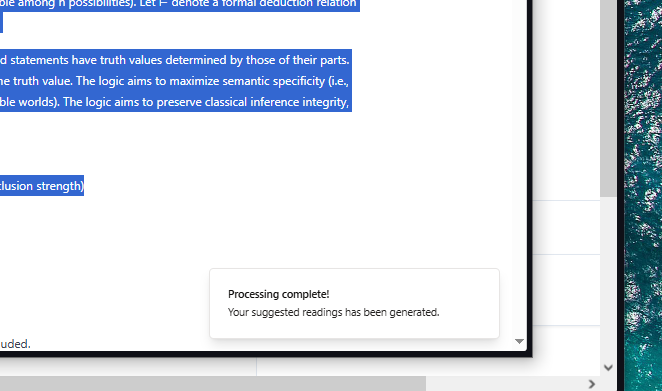 ble among n possibilities). Let ⊢ denote a formal deduction relation
d statements have truth values determined by those of their parts.
ne truth value. The logic aims to maximize semantic specificity (i.e.,
ble worlds). The logic aims to preserve classical inference integrity,
clusion strength)
Processing complete!
Your suggested readings has been generated.
uded.